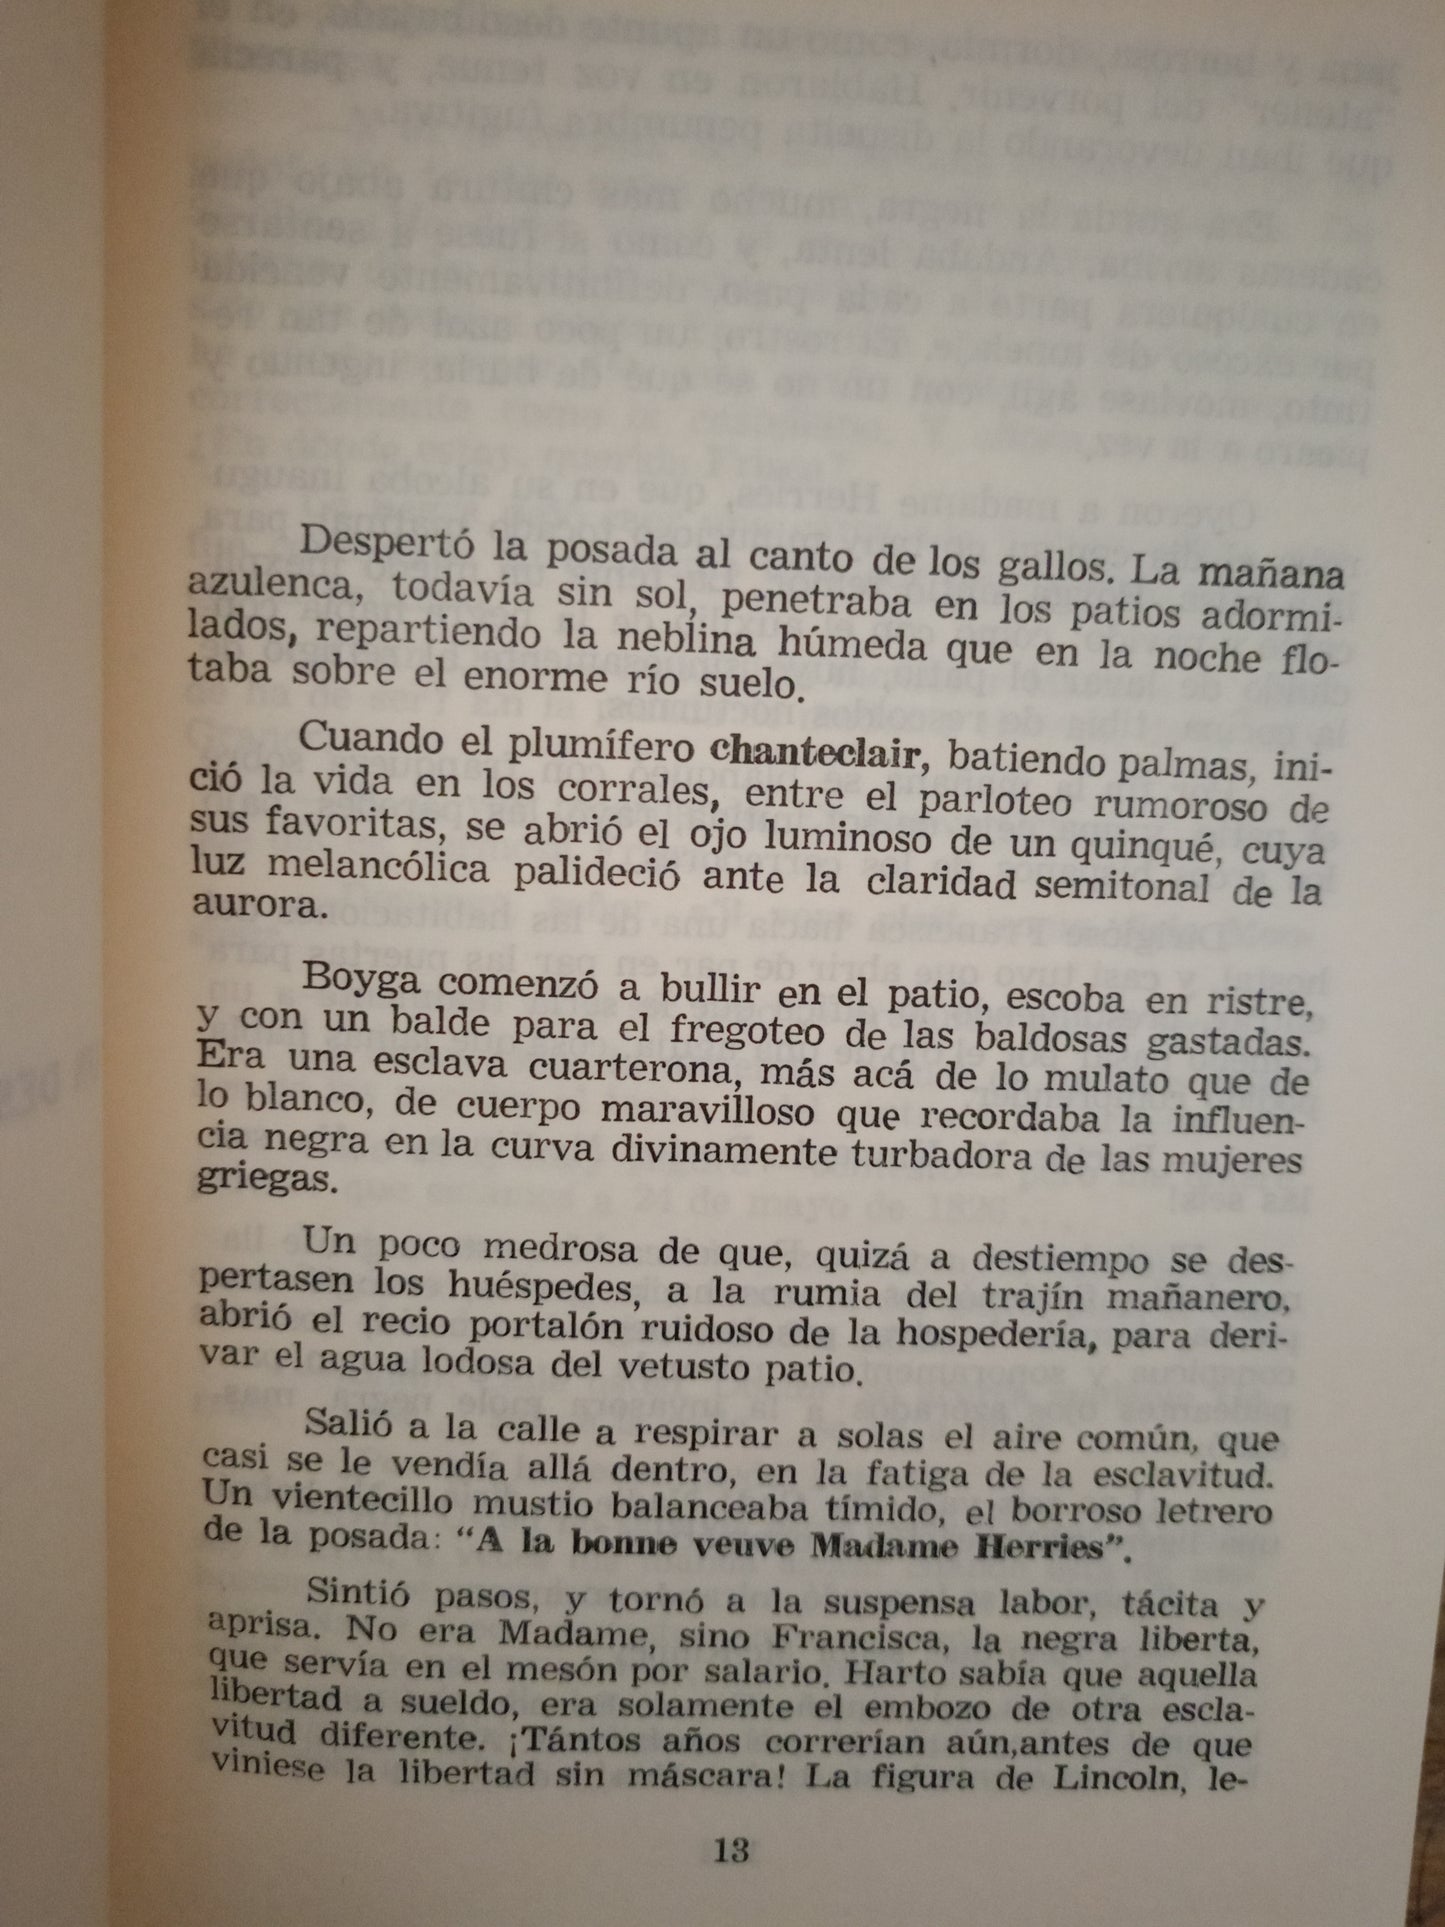 Despertó la posada al canto de los gallos. La mañana
azulenca, todavía sin sol, penetraba en los patios adormi-
lados, repartiendo la neblina húmeda que en la noche flo-
taba sobre el enorme río suelo.
Cuando el plumífero chanteclair, batiendo palmas, ini-
ció la vida en los corrales, entre el parloteo rumoroso de
sus favoritas, se abrió el ojo luminoso de un quinqué, cuya
luz melancólica palideció ante la claridad semitonal de la
aurora.
Boyga comenzó a bullir en el patio, escoba en ristre,
y con un balde para el fregoteo de las baldosas gastadas.
Era una esclava cuarterona, más acá de lo mulato que de
lo blanco, de cuerpo maravilloso que recordaba la influen-
cia negra en la curva divinamente turbadora de las mujeres
griegas.
Un poco medrosa de que, quizá a destiempo se des-
pertasen los huéspedes, a la rumia del trajín mañanero,
abrió el recio portalón ruidoso de la hospedería, para deri-
var el agua lodosa del vetusto patio.
Salió a la calle a respirar a solas el aire común, que
casi se le vendía allá dentro, en la fatiga de la esclavitud.
Un vientecillo mustio balanceaba tímido, el borroso letrero
de la posada: “A la bonne veuve Madame Herries”.
Sintió pasos, y tornó a la suspensa labor, tácita y
aprisa. No era Madame, sino Francisca, la negra liberta,
que servía en el mesón por salario. Harto sabía que aquella
libertad a sueldo, era solamente el embozo de otra escla-
vitud diferente. ¡Tántos años correrían aún,antes de que
viniese la libertad sin máscara! La figura de Lincoln, le-
13